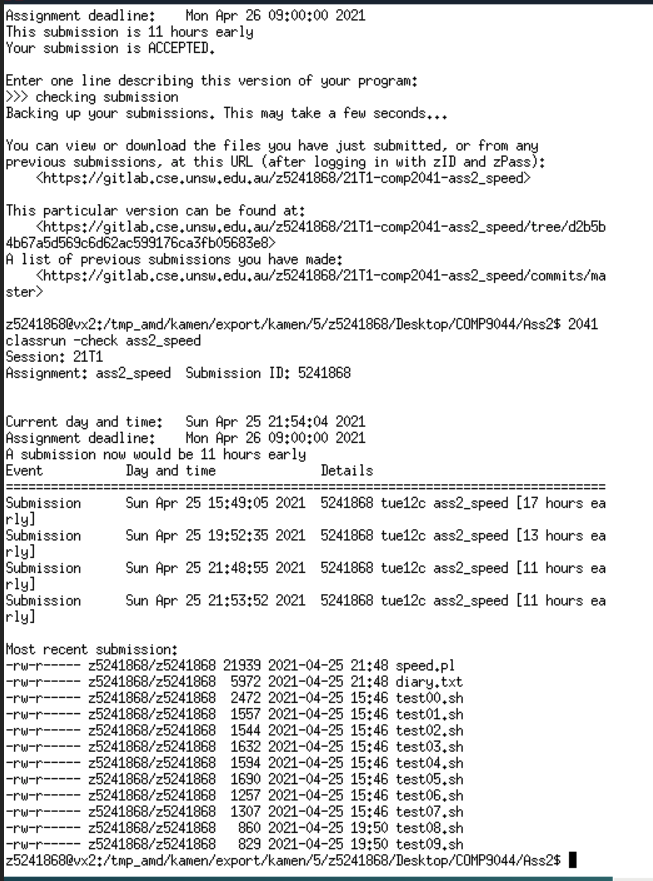 Assignment deadline:    Mon Apr 26 09:00:00 2021
This submission is 11 hours early
Your submission is ACCEPTED.
Enter one line describing this version of your program:
>>> checking submission
Backing up your submissions. This may take a few seconds...
You can view or download the files you have just submitted, or from any
previous submissions, at this URL (after logging in with zID and zPass):
    <https://gitlab.cse.unsw.edu.au/z5241868/21T1-comp2041-ass2_speed>
This particular version can be found at:
    <https://gitlab.cse.unsw.edu.au/z5241868/21T1-comp2041-ass2_speed/tree/d2b5b
4b67a5d569c6d62ac599176ca3fb05683e8>
A list of previous submissions you have made:
    <https://gitlab.cse.unsw.edu.au/z5241868/21T1-comp2041-ass2_speed/commits/ma
ster>
z5241868@vx2:/tmp_amd/kamen/export/kamen/5/z5241868/Desktop/COMP9044/Ass2$ 2041
classrun -check ass2_speed
Session: 21T1
Assignment: ass2_speed  Submission ID: 5241868
Current day and time:   Sun Apr 25 21:54:04 2021
Assignment deadline:    Mon Apr 26 09:00:00 2021
A submission now would be 11 hours early
Event           Day and time              Details
================================================================================
Submission      Sun Apr 25 15:49:05 2021  5241868 tue12c ass2_speed [17 hours ea
rly]
Submission      Sun Apr 25 19:52:35 2021  5241868 tue12c ass2_speed [13 hours ea
rly]
Submission      Sun Apr 25 21:48:55 2021  5241868 tue12c ass2_speed [11 hours ea
rly]
Submission      Sun Apr 25 21:53:52 2021  5241868 tue12c ass2_speed [11 hours ea
rly]
Most recent submission:
-rw-r----- z5241868/z5241868 21939 2021-04-25 21:48 speed.pl
-rw-r----- z5241868/z5241868  5972 2021-04-25 21:48 diary.txt
-rw-r----- z5241868/z5241868  2472 2021-04-25 15:46 test00.sh
-rw-r----- z5241868/z5241868  1557 2021-04-25 15:46 test01.sh
-rw-r----- z5241868/z5241868  1544 2021-04-25 15:46 test02.sh
-rw-r----- z5241868/z5241868  1632 2021-04-25 15:46 test03.sh
-rw-r----- z5241868/z5241868  1594 2021-04-25 15:46 test04.sh
-rw-r----- z5241868/z5241868  1690 2021-04-25 15:46 test05.sh
-rw-r----- z5241868/z5241868  1257 2021-04-25 15:46 test06.sh
-rw-r----- z5241868/z5241868  1307 2021-04-25 15:46 test07.sh
-rw-r----- z5241868/z5241868   860 2021-04-25 19:50 test08.sh
-rw-r----- z5241868/z5241868   829 2021-04-25 19:50 test09.sh
z5241868@vx2:/tmp_amd/kamen/export/kamen/5/z5241868/Desktop/COMP9044/Ass2$